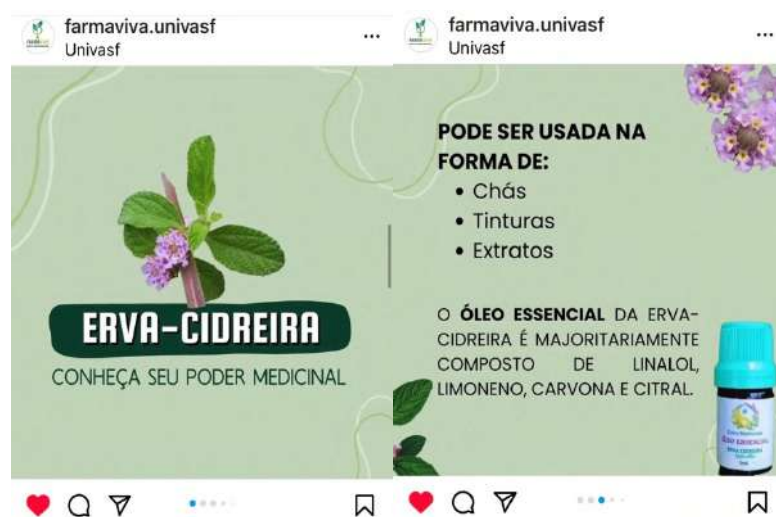 farmaviva.univasf
Univasf
ERVA-CIDREIRA
CONHEÇA SEU PODER MEDICINAL
farmaviva.univasf
Univasf
PODE SER USADA NA
FORMA DE:
• Chás
• Tinturas
• Extratos
O ÓLEO ESSENCIAL DA ERVA-
CIDREIRA É MAJORITARIAMENTE
COMPOSTO DE LINALOL,
LIMONENO, CARVONA E CITRAL.
ÓLEO ESSENCIAL
ERVA CIDREIRA